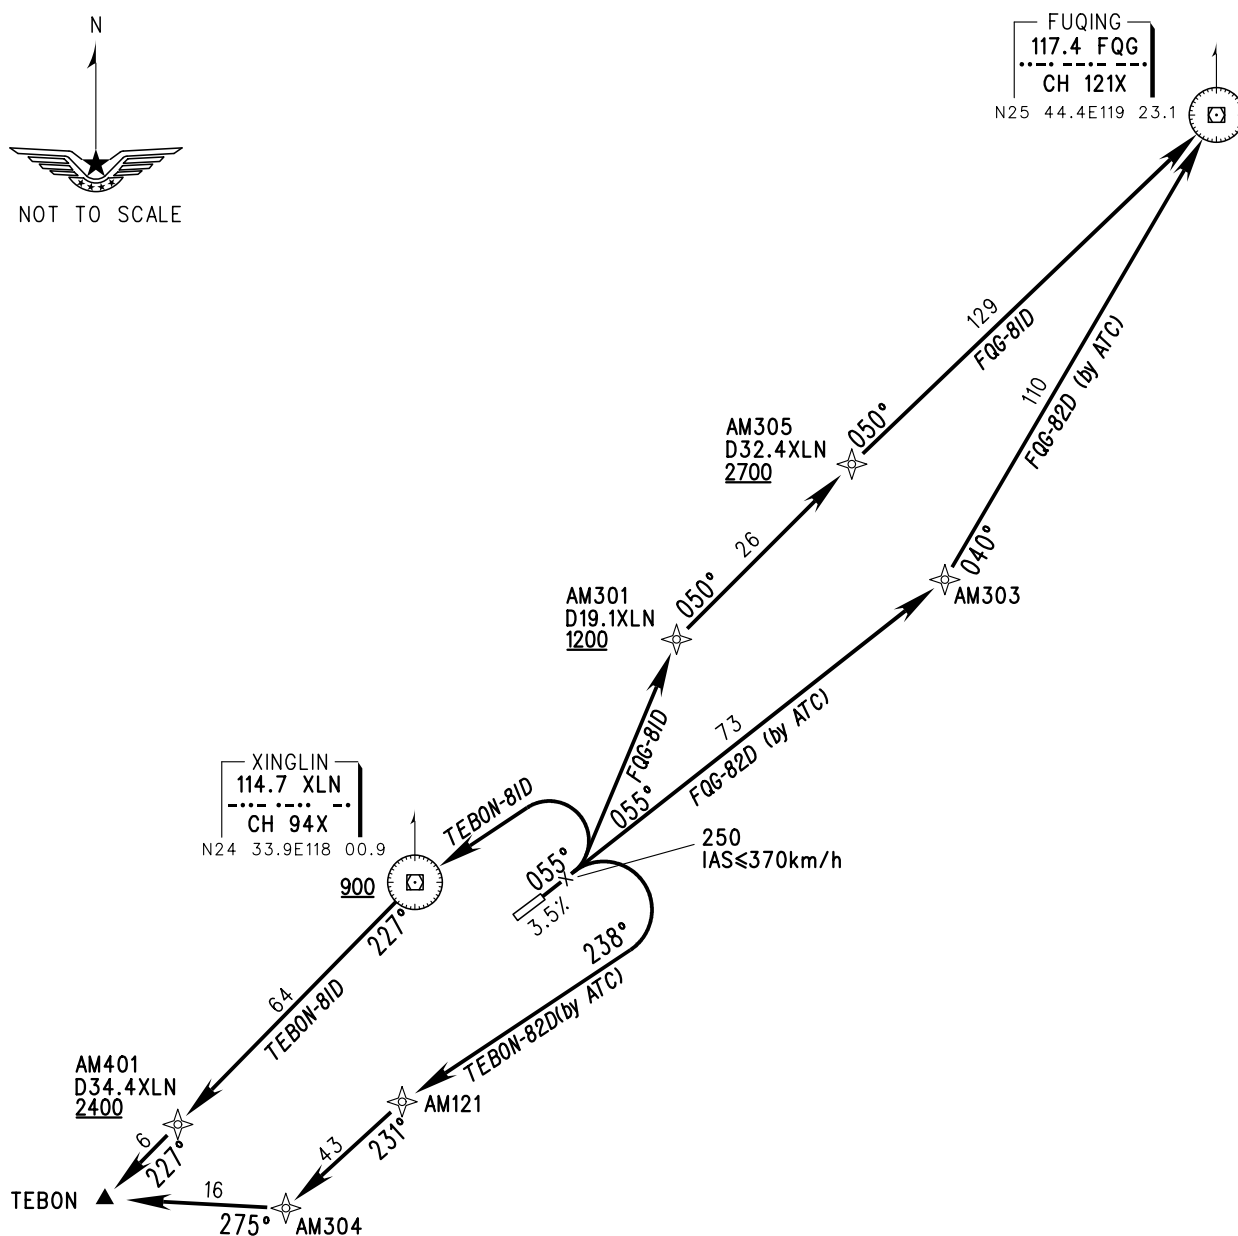 N
NOT TO SCALE
FUQING
117.4 FQG
CH 121X
N25 44.4E119 23.1
129
FQG-81D
110
FQG-82D (by ATC)
AM305
D32.4XLN
2700
050°
26
040°
AM303
AM301
D19.1XLN
1200
050°
FQG-81D
73
FQG-82D (by ATC)
055°
XINGLIN
114.7 XLN
CH 94X
N24 33.9E118 00.9
900
TEBON-81D
250
IAS≤370km/h
055°
3.5%
227°
64
TEBON-81D
238°
TEBON-82D(by ATC)
AM401
D34.4XLN
2400
AM121
231°
43
6
227°
TEBON
16
275°
AM304